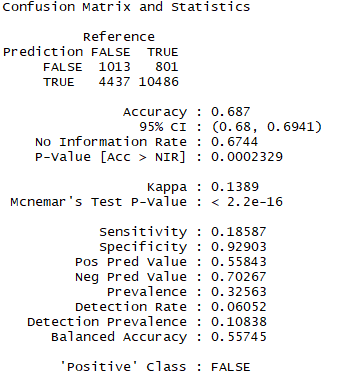 Confusion Matrix and Statistics
Reference
Prediction FALSE TRUE
FALSE 1013 801
TRUE 4437 10486
Accuracy : 0.687
95% CI : (0.68, 0.6941)
No Information Rate : 0.6744
P-Value [Acc > NIR] : 0.0002329
Kappa : 0.1389
Mcnemar's Test P-Value : < 2.2e-16
Sensitivity : 0.18587
Specificity : 0.92903
Pos Pred Value : 0.55843
Neg Pred Value : 0.70267
Prevalence : 0.32563
Detection Rate : 0.06052
Detection Prevalence : 0.10838
Balanced Accuracy : 0.55745
'Positive' Class : FALSE